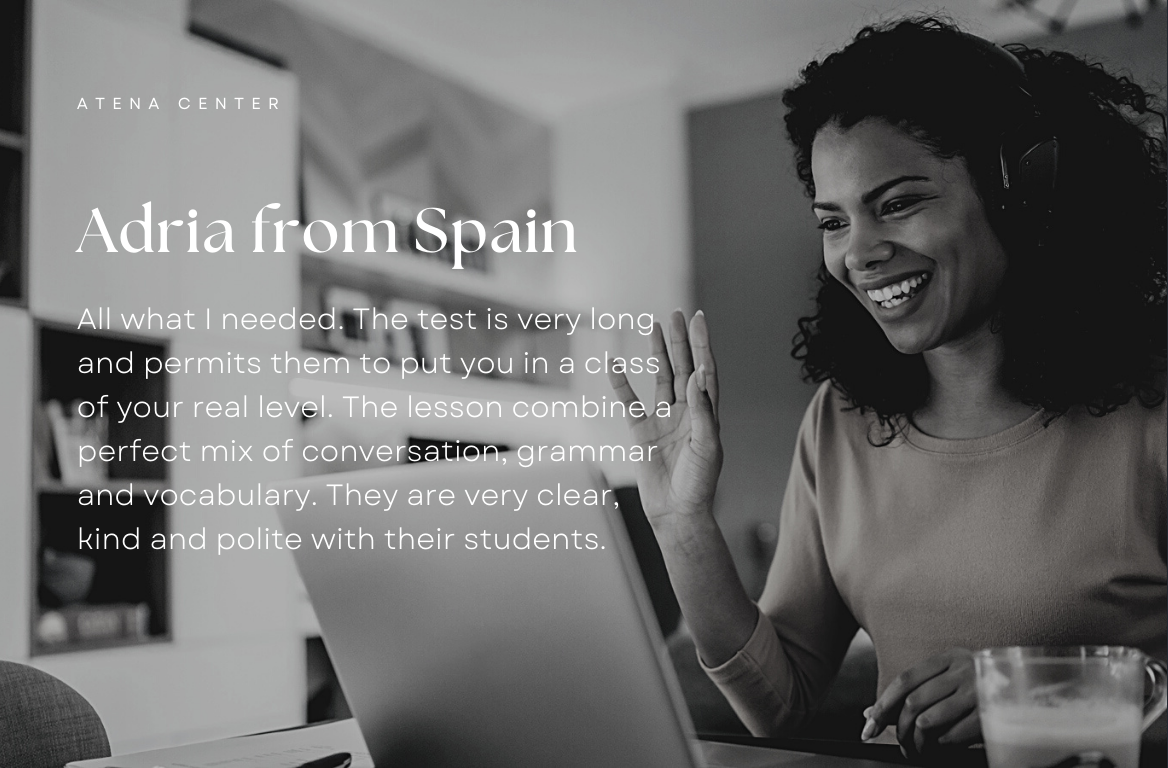 ATENA CENTER
Adria from Spain
All what I needed. The test is very long
and permits them to put you in a class
of your real level. The lesson combine a
perfect mix of conversation, grammar
and vocabulary. They are very clear,
kind and polite with their students.